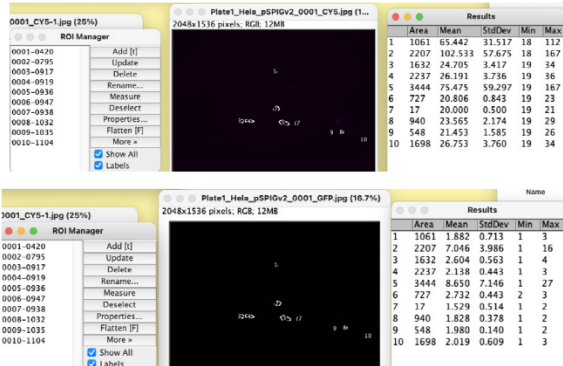 0001_CY5-1.jpg (25%)
ROI Manager
0001-0420
0002-0795
0003-0917
0004-0919
0005-0936
0006-0947
0007-0938
0008-1032
0009-1035
0010-1104
Add [t]
Update
Delete
Rename...
Measure
Deselect
Properties...
Flatten [F]
More »
Show All
Labels
Plate1_Hela_pSPIGv2_0001_CY5.jpg (1...
2048x1536 pixels; RGB; 12MB
9
10
Results
Area Mean StdDev Min Max
1 1061 65.442 31.517 18 112
2 2207 102.533 57.675 18 167
3 1632 24.705 3.417 19 34
4 2237 26.191 3.736 19 36
5 3444 75.475 59.297 19 167
6 727 20.806 0.843 19 23
7 17 20.000 0.500 19 21
8 940 23.565 2.174 19 29
9 548 21.453 1.585 19 26
10 1698 26.753 3.760 19 34
Name
0001_CY5-1.jpg (25%)
ROI Manager
0001-0420
0002-0795
0003-0917
0004-0919
0005-0936
0006-0947
0007-0938
0008-1032
0009-1035
0010-1104
Add [t]
Update
Delete
Rename...
Measure
Deselect
Properties...
Flatten [F]
More »
Show All
Labels
Plate1_Hela_pSPIGv2_0001_GFP.jpg (16.7%)
2048x1536 pixels; RGB; 12MB
9
10
Results
Area Mean StdDev Min Max
1 1061 1.882 0.713 1 3
2 2207 7.046 3.986 1 16
3 1632 2.604 0.563 1 4
4 2237 2.138 0.443 1 3
5 3444 8.650 7.146 1 27
6 727 2.732 0.443 2 3
7 17 1.529 0.514 1 2
8 940 1.828 0.378 1 2
9 548 1.980 0.140 1 2
10 1698 2.019 0.609 1 3